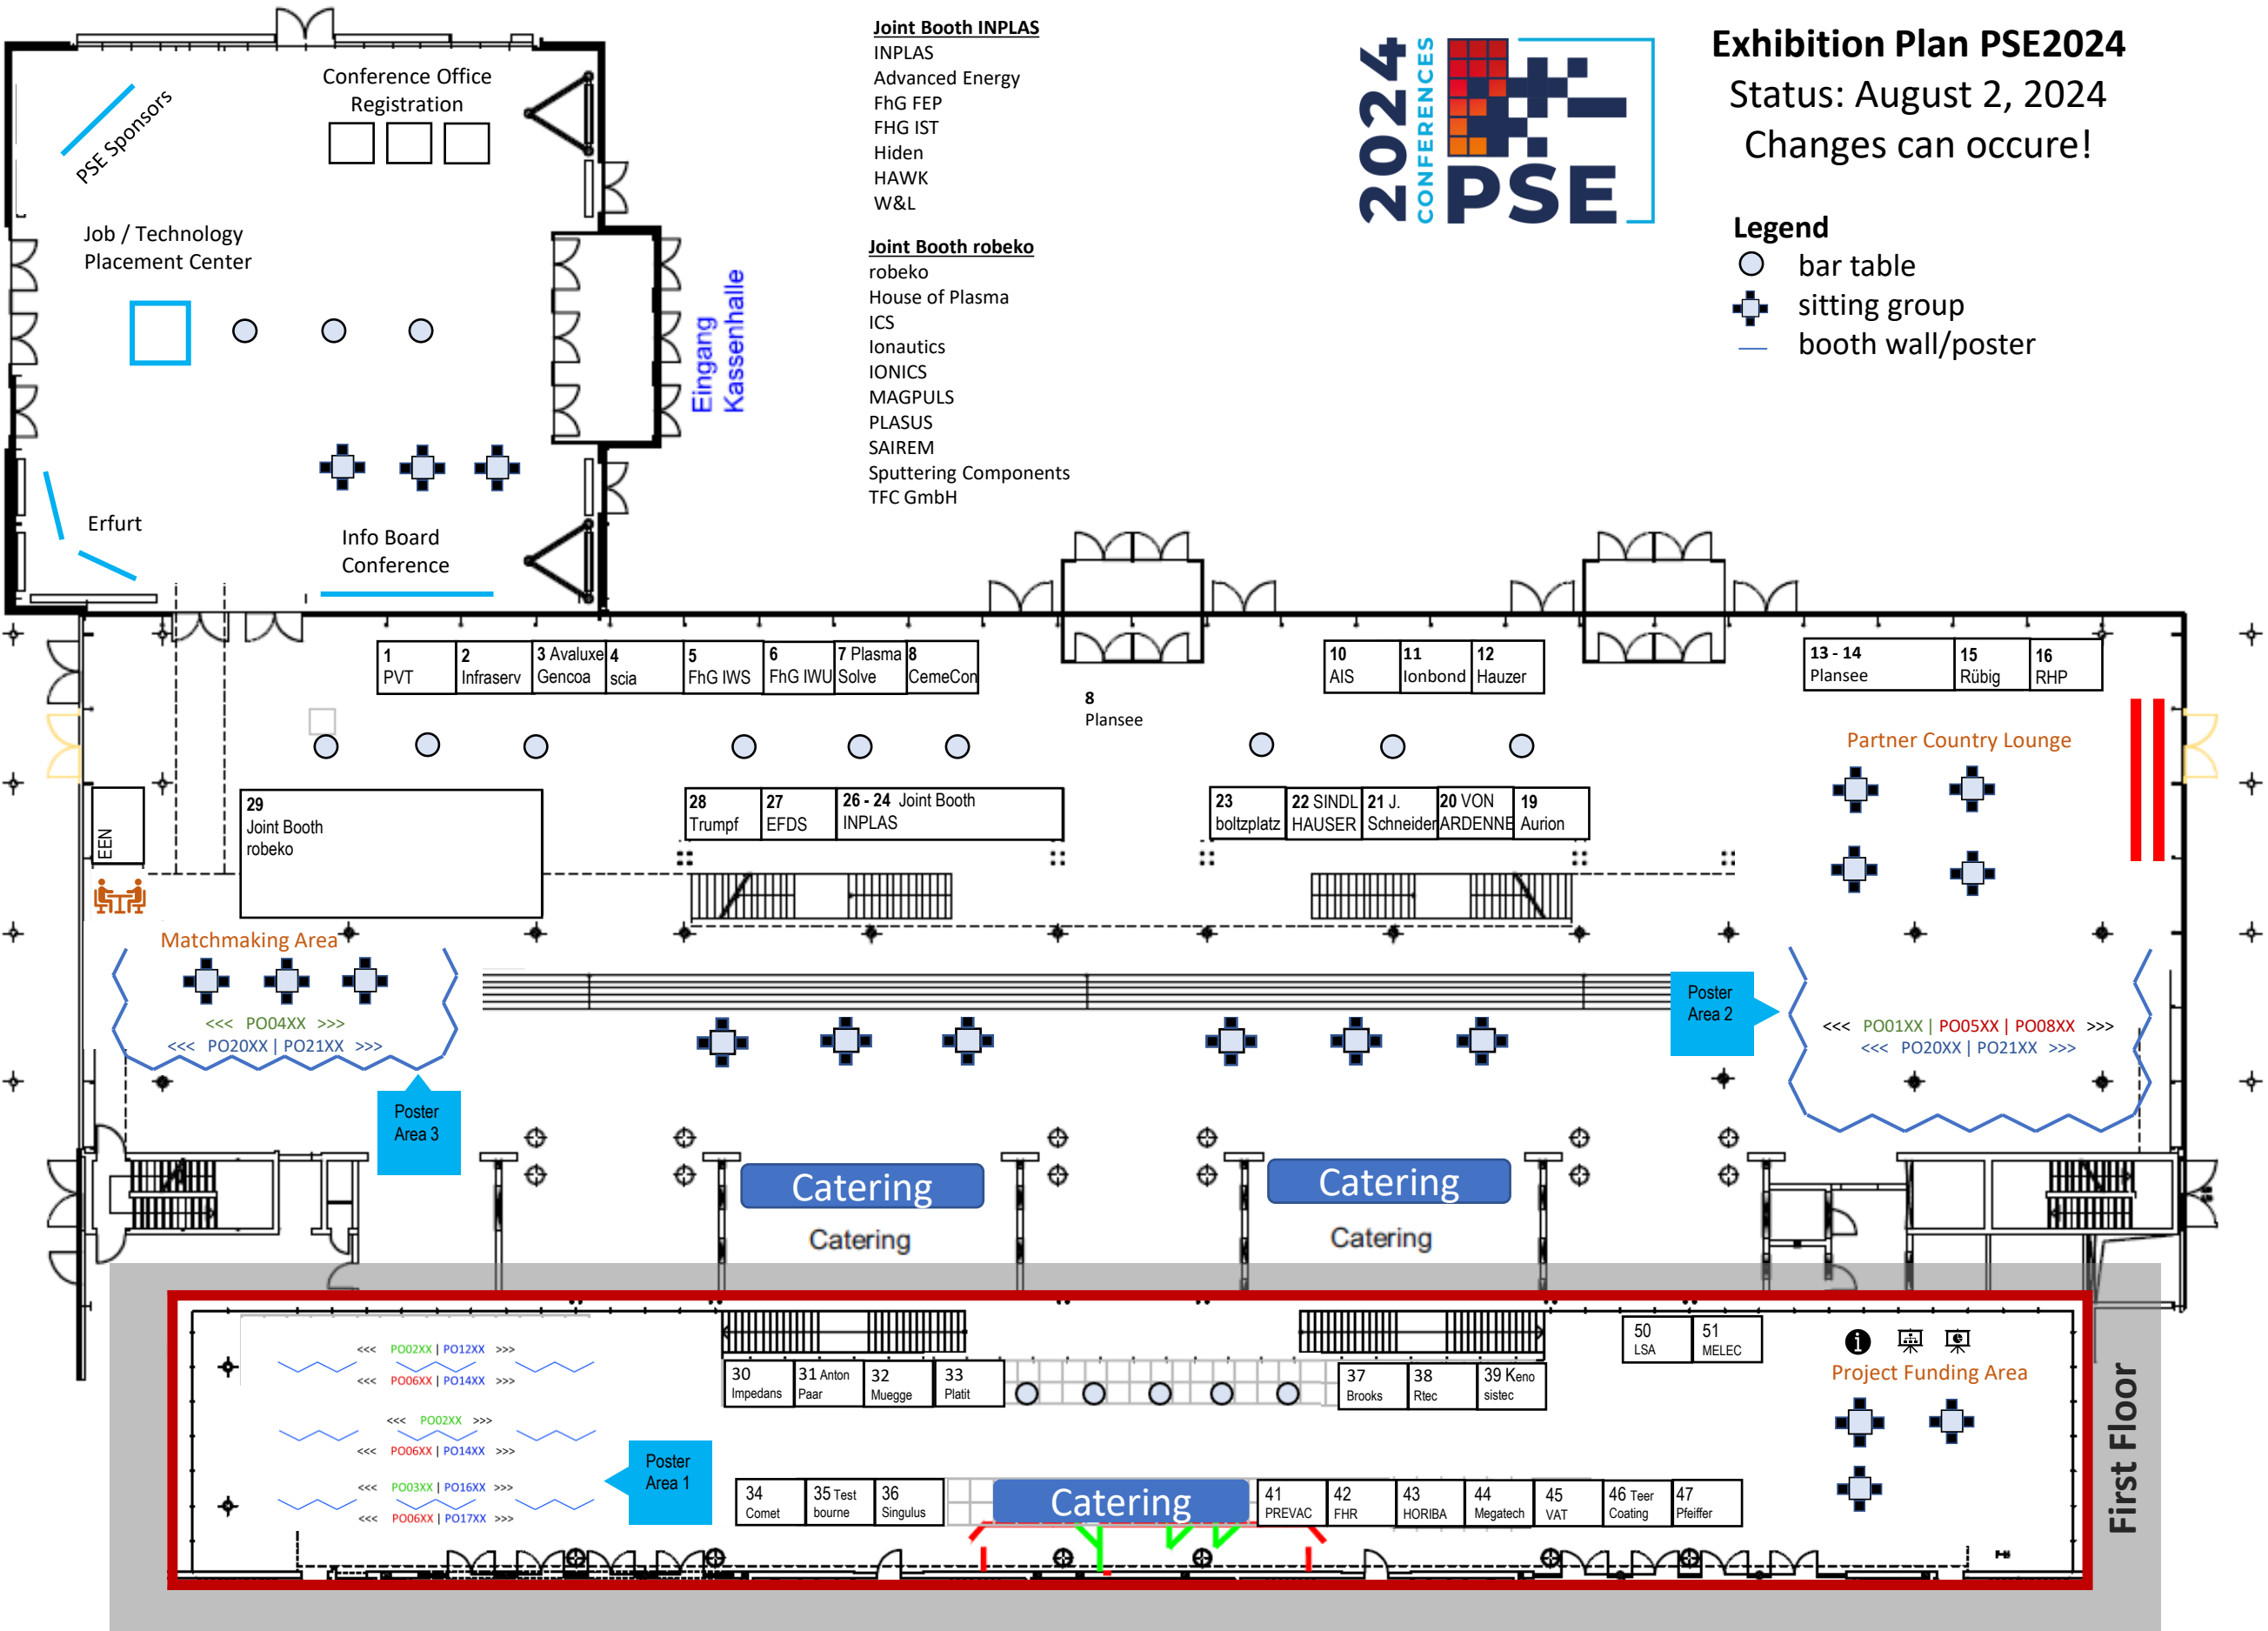 Exhibition Plan PSE2024
Status: August 2, 2024
Changes can occure!
2024
CONFERENCES
PSE
Legend
bar table
sitting group
booth wall/poster
Joint Booth INPLAS
INPLAS
Advanced Energy
FhG FEP
FHG IST
Hiden
HAWK
W&L
Joint Booth robeko
robeko
House of Plasma
ICS
Ionautics
IONICS
MAGPULS
PLASUS
SAIREM
Sputtering Components
TFC GmbH
PSE Sponsors
Conference Office
Registration
Job / Technology
Placement Center
Eingang
Kassenhalle
Erfurt
Info Board
Conference
1
PVT
2
Infraserv
3 Avaluxe
Gencoa
4
scia
5
FhG IWS
6
FhG IWU
7 Plasma
Solve
8
CemeCon
8
Plansee
10
AIS
11
Ionbond
12
Hauzer
13 - 14
Plansee
15
Rübig
16
RHP
Partner Country Lounge
EEN
29
Joint Booth
robeko
28
Trumpf
27
EFDS
26 - 24 Joint Booth
INPLAS
23
boltzplatz
22 SINDL
HAUSER
21 J.
Schneider
20 VON
ARDENNE
19
Aurion
Matchmaking Area
<<< PO04XX >>>
<<< PO20XX | PO21XX >>>
Poster
Area 3
Poster
Area 2
<<< PO01XX | PO05XX | PO08XX >>>
<<< PO20XX | PO21XX >>>
Catering
Catering
Catering
Catering
<<< PO02XX | PO12XX >>>
<<< PO06XX | PO14XX >>>
<<< PO02XX >>>
<<< PO06XX | PO14XX >>>
<<< PO03XX | PO16XX >>>
<<< PO06XX | PO17XX >>>
Poster
Area 1
30
Impedans
31 Anton
Paar
32
Muegge
33
Platit
37
Brooks
38
Rtec
39 Keno
sistec
50
LSA
51
MELEC
Project Funding Area
34
Comet
35 Test
bourne
36
Singulus
Catering
41
PREVAC
42
FHR
43
HORIBA
44
Megatech
45
VAT
46 Teer
Coating
47
Pfeiffer
First Floor